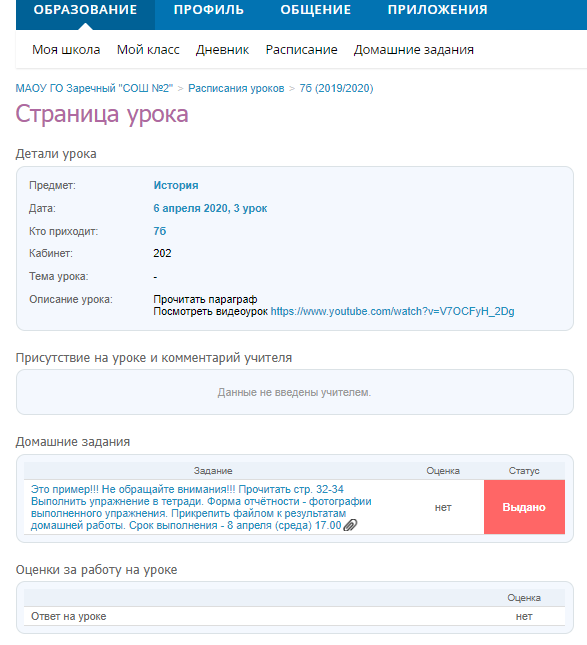 ОБРАЗОВАНИЕ ПРОФИЛЬ ОБЩЕНИЕ ПРИЛОЖЕНИЯ
Моя школа Мой класс Дневник Расписание Домашние задания
МАОУ ГО Заречный "СОШ №2" > Расписания уроков > 7б (2019/2020)
Страница урока
Детали урока
Предмет: История
Дата: 6 апреля 2020, 3 урок
Кто приходит: 7б
Кабинет: 202
Тема урока: -
Описание урока: Прочитать параграф
Посмотреть видеоурок https://www.youtube.com/watch?v=V7OCFyH_2Dg
Присутствие на уроке и комментарий учителя
Данные не введены учителем.
Домашние задания
Задание Оценка Статус
Это пример!!! Не обращайте внимания!!! Прочитать стр. 32-34
Выполнить упражнение в тетради. Форма отчётности - фотографии
выполненного упражнения. Прикрепить файлом к результатам
домашней работы. Срок выполнения - 8 апреля (среда) 17.00
нет Выдано
Оценки за работу на уроке
Оценка
Ответ на уроке нет